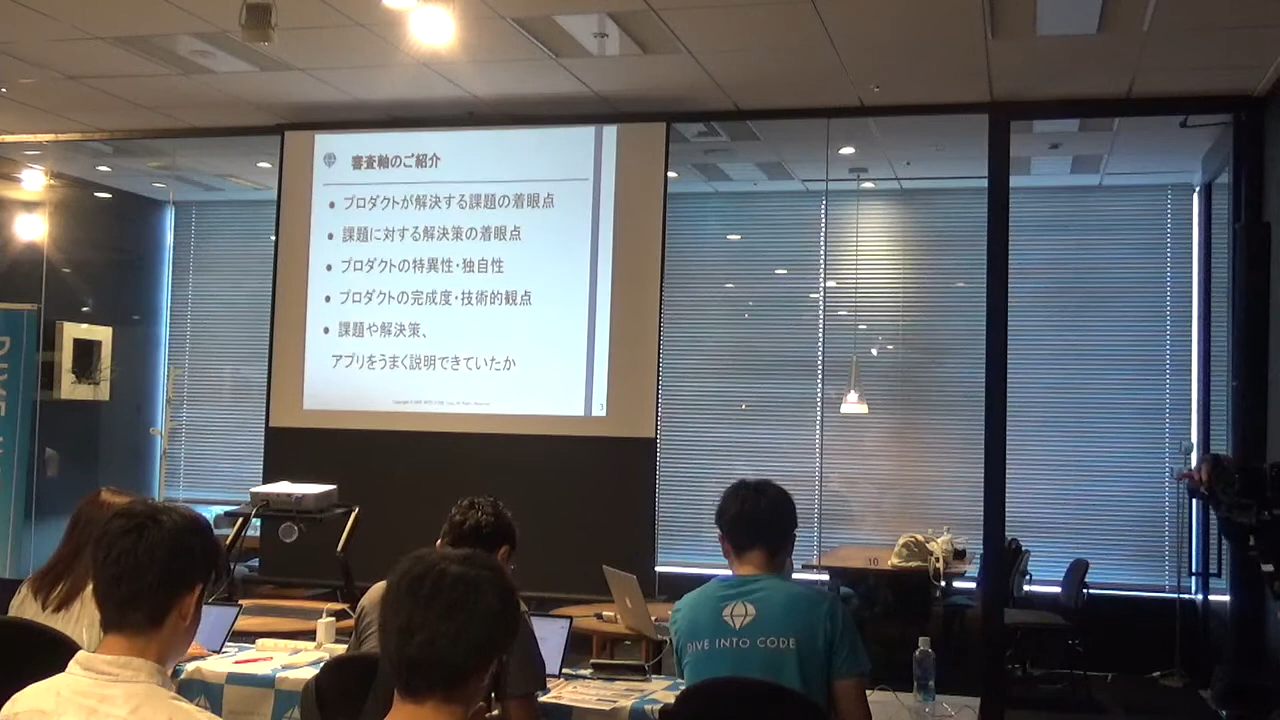 審査軸のご紹介
● プロダクトが解決する課題の着眼点
● 課題に対する解決策の着眼点
● プロダクトの特異性・独自性
● プロダクトの完成度・技術的観点
● 課題や解決策、
アプリをうまく説明できていたか
3
10
DIVE INTO CODE